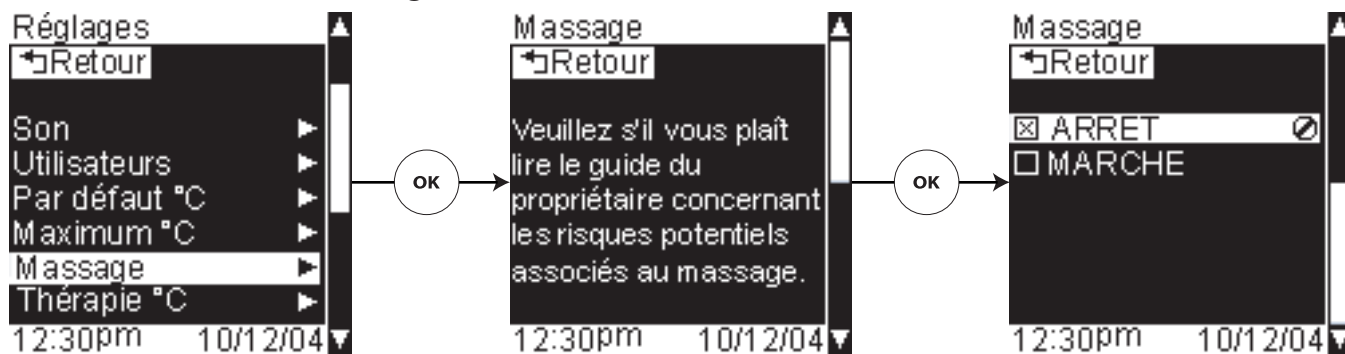 Réglages
Retour
Son
Utilisateurs
Par défaut °C
Maximum °C
Massage
Thérapie °C
12:30pm 10/12/04
OK
Massage
Retour
Veuillez s'il vous plaît
lire le guide du
propriétaire concernant
les risques potentiels
associés au massage.
12:30pm 10/12/04
OK
Massage
Retour
ARRET
MARCHE
12:30pm 10/12/04